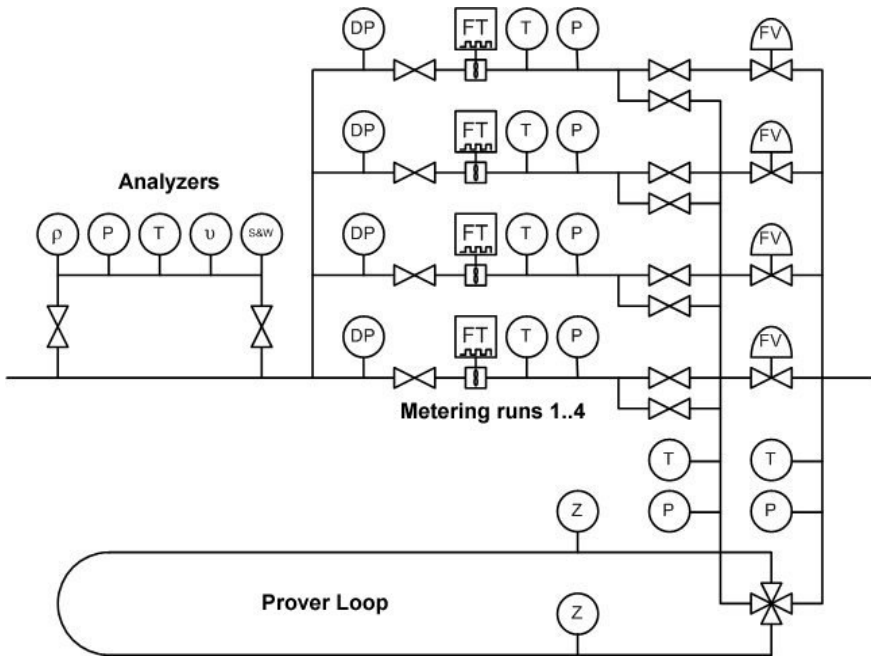 DP FT T P FV
DP FT T P FV
Analyzers
ρ P T υ S&W
DP FT T P FV
DP FT T P FV
Metering runs 1..4
T T
P P
Z
Prover Loop
Z